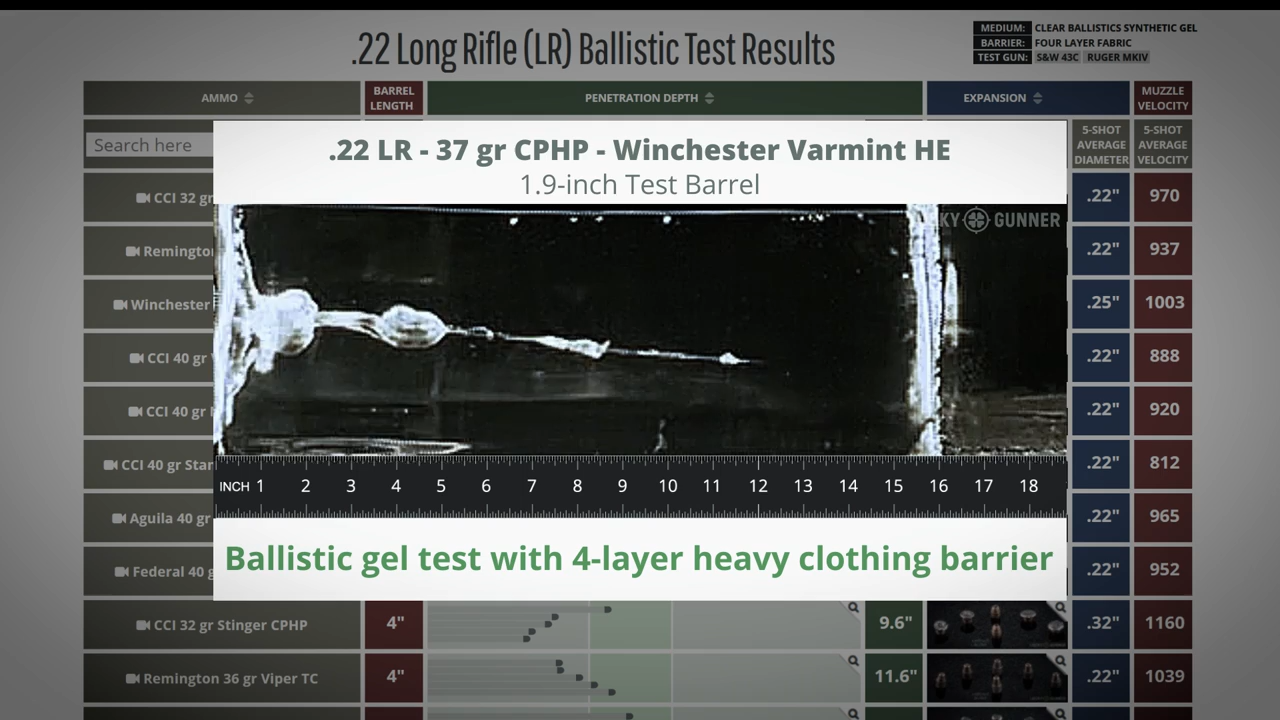 .22 Long Rifle (LR) Ballistic Test Results
MEDIUM: CLEAR BALLISTICS SYNTHETIC GEL
BARRIER: FOUR LAYER FABRIC
TEST GUN: S&W 43C RUGER MKIV
AMMO
BARREL LENGTH
PENETRATION DEPTH
EXPANSION
MUZZLE VELOCITY
Search here
5-SHOT AVERAGE DIAMETER
5-SHOT AVERAGE VELOCITY
.22 LR - 37 gr CPHP - Winchester Varmint HE
1.9-inch Test Barrel
KY GUNNER
CCI 32 gr
.22" 970
Remingto
.22" 937
Winchester
.25" 1003
CCI 40 gr
.22" 888
CCI 40 gr
.22" 920
CCI 40 gr Star
.22" 812
Aguila 40 gr
.22" 965
Federal 40 g
.22" 952
INCH 1 2 3 4 5 6 7 8 9 10 11 12 13 14 15 16 17 18
Ballistic gel test with 4-layer heavy clothing barrier
CCI 32 gr Stinger CPHP 4" 9.6" .32" 1160
Remington 36 gr Viper TC 4" 11.6" .22" 1039